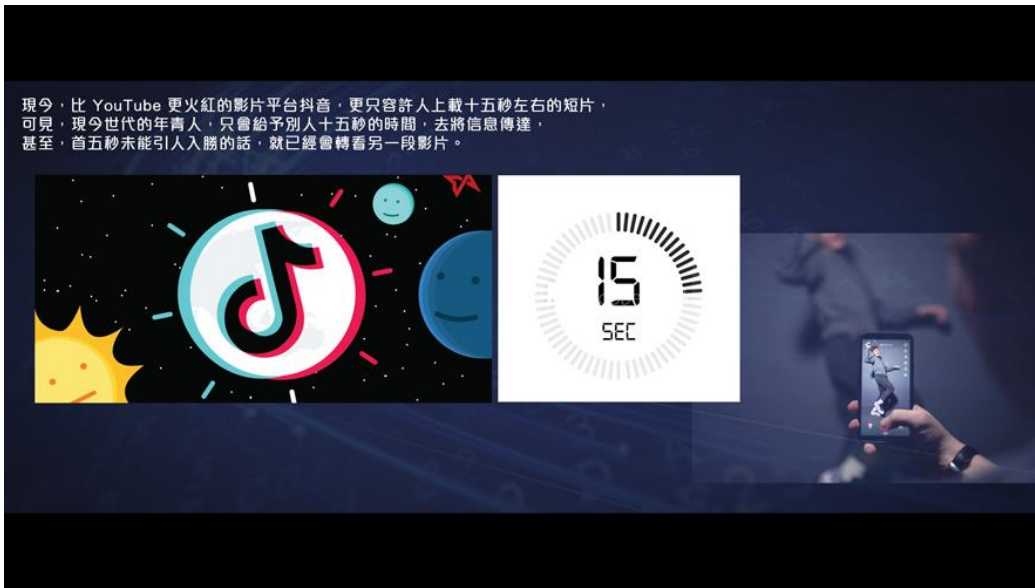 現今，比 YouTube 更火紅的影片平台抖音，更只容許人上載十五秒左右的短片，
可見，現今世代的年青人，只會給予別人十五秒的時間，去將信息傳達，
甚至，首五秒未能引人入勝的話，就已經會轉看另一段影片。
15
SEC